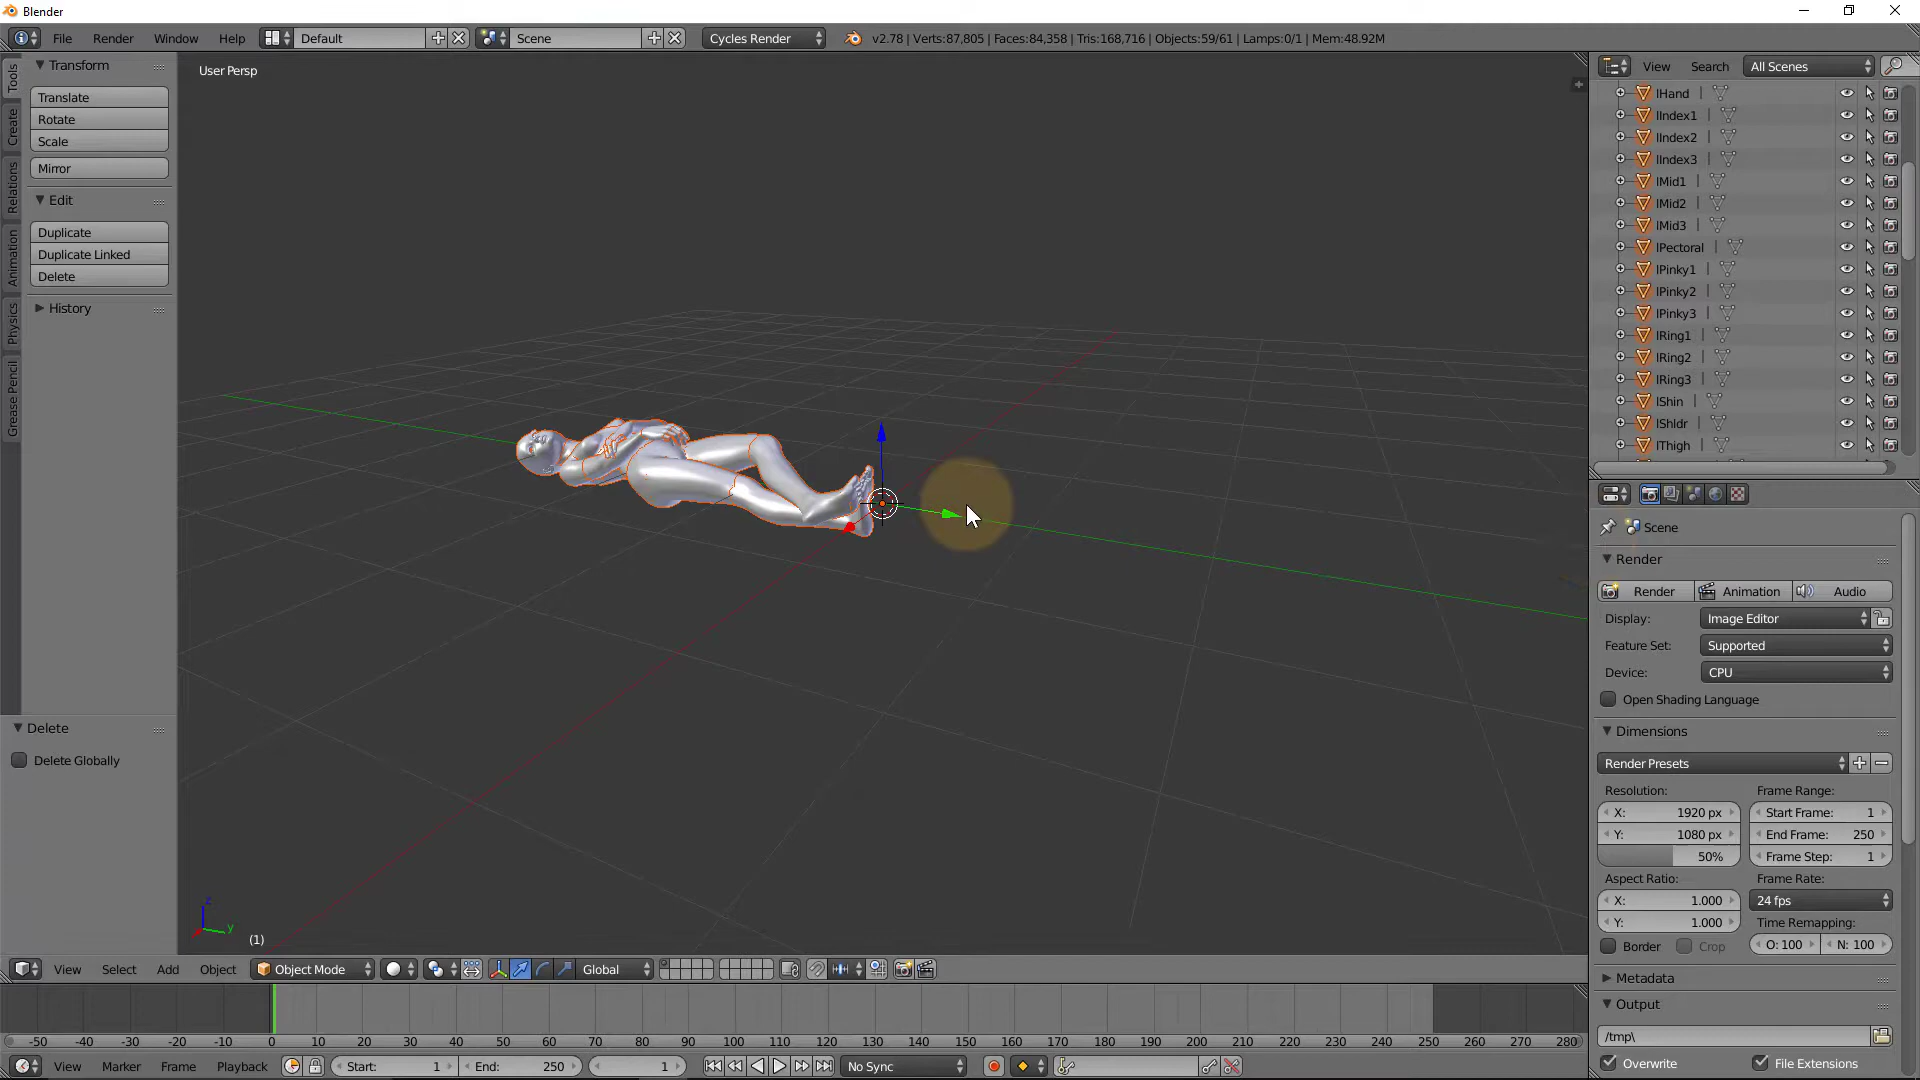 Blender
File Render Window Help Default Scene Cycles Render v2.78 | Verts:87,805 | Faces:84,358 | Tris:168,716 | Objects:59/61 | Lamps:0/1 | Mem:48.92M
Tools
Create
Relations
Animation
Physics
Grease Pencil
Transform
Translate
Rotate
Scale
Mirror
Edit
Duplicate
Duplicate Linked
Delete
History
Delete
Delete Globally
User Persp
z
y
(1)
View Search All Scenes
lHand
lIndex1
lIndex2
lIndex3
lMid1
lMid2
lMid3
lPectoral
lPinky1
lPinky2
lPinky3
lRing1
lRing2
lRing3
lShin
lShldr
lThigh
Scene
Render
Render Animation Audio
Display: Image Editor
Feature Set: Supported
Device: CPU
Open Shading Language
Dimensions
Render Presets
Resolution: Frame Range:
X: 1920 px Start Frame: 1
Y: 1080 px End Frame: 250
50% Frame Step: 1
Aspect Ratio: Frame Rate:
X: 1.000 24 fps
Y: 1.000 Time Remapping:
Border Crop O: 100 N: 100
Metadata
Output
/tmp\
Overwrite File Extensions
View Select Add Object Object Mode Global
-50 -40 -30 -20 -10 0 10 20 30 40 50 60 70 80 90 100 110 120 130 140 150 160 170 180 190 200 210 220 230 240 250 260 270 280
View Marker Frame Playback Start: 1 End: 250 1 No Sync